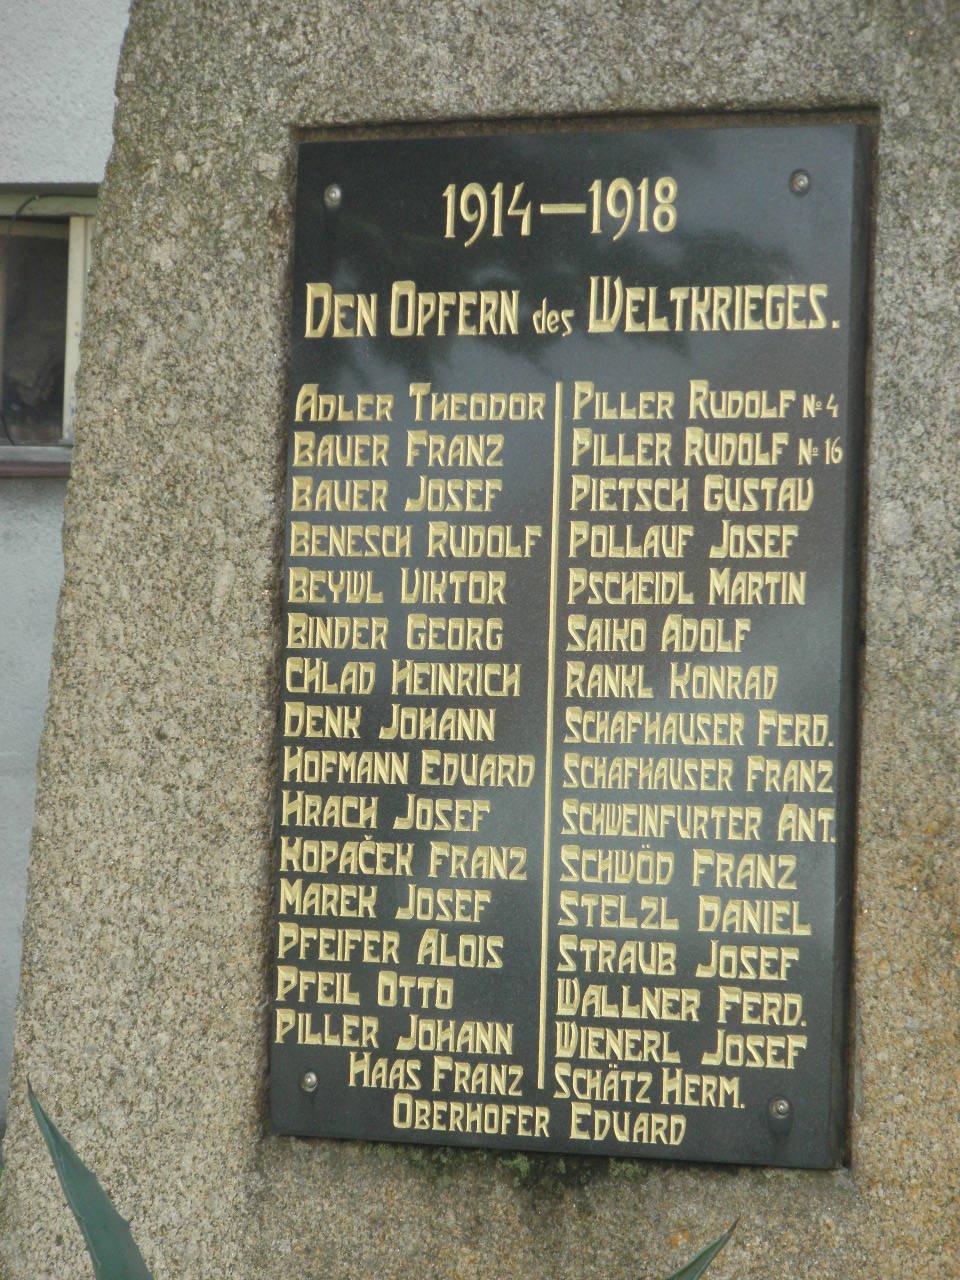 1914–1918
DEN OPFERN des WELTKRIEGES.
ADLER THEODOR
BAUER FRANZ
BAUER JOSEF
BENESCH RUDOLF
BEYWL VIKTOR
BINDER GEORG
CHLAD HEINRICH
DENK JOHANN
HOFMANN EDUARD
HRACH JOSEF
KOPAČEK FRANZ
MAREK JOSEF
PFEIFER ALOIS
PFEIL OTTO
PILLER JOHANN
PILLER RUDOLF № 4
PILLER RUDOLF № 16
PIETSCH GUSTAV
POLLAUF JOSEF
PSCHEIDL MARTIN
SAIKO ADOLF
RANKL KONRAD
SCHAFHAUSER FERD.
SCHAFHAUSER FRANZ
SCHWEINFURTER ANT.
SCHWÖD FRANZ
STELZL DANIEL
STRAUB JOSEF
WALLNER FERD.
WIENERL JOSEF
HAAS FRANZ SCHÄTZ HERM.
OBERHOFER EDUARD